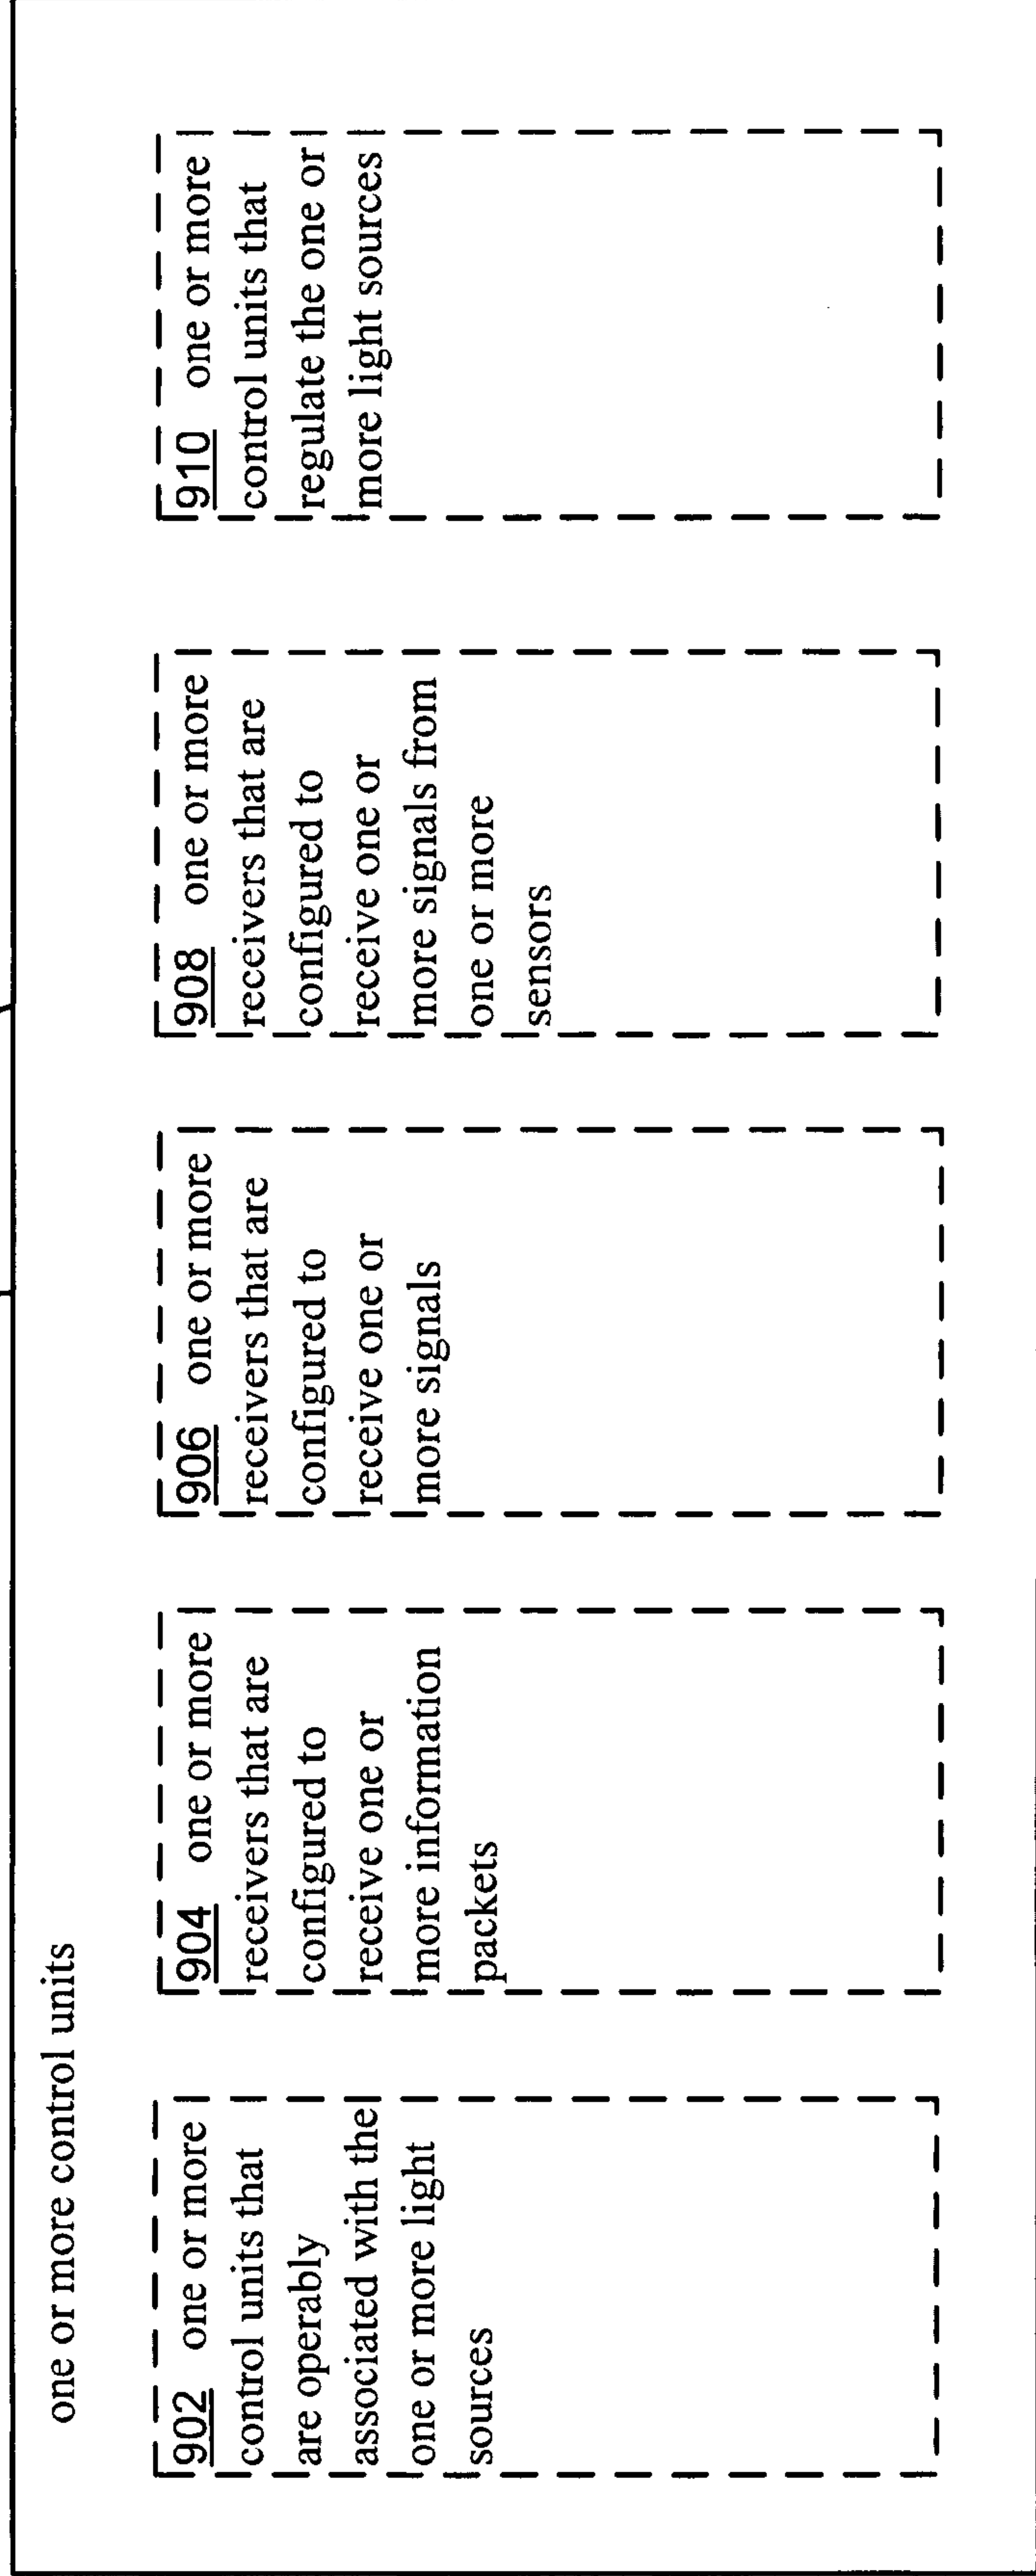 one or more control units
902 one or more
control units that
are operably
associated with the
one or more light
sources
904 one or more
receivers that are
configured to
receive one or
more information
packets
906 one or more
receivers that are
configured to
receive one or
more signals
908 one or more
receivers that are
configured to
receive one or
more signals from
one or more
sensors
910 one or more
control units that
regulate the one or
more light sources